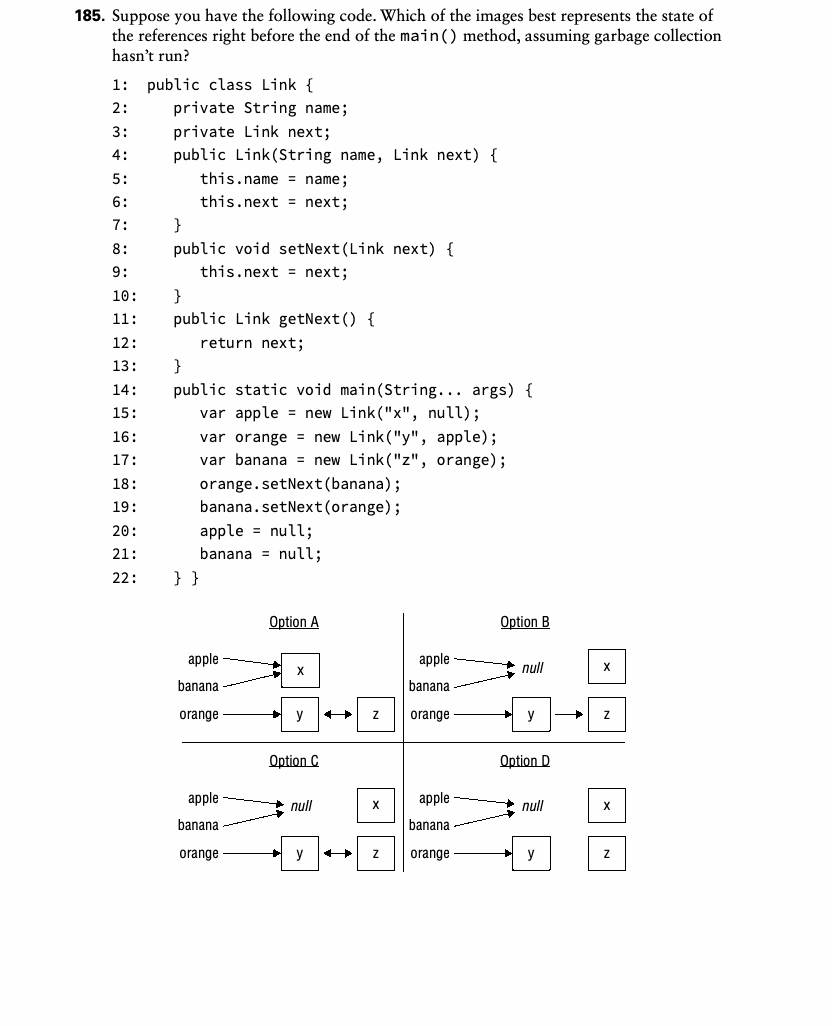 185. Suppose you have the following code. Which of the images best represents the state of
the references right before the end of the main() method, assuming garbage collection
hasn’t run?
1: public class Link {
2: private String name;
3: private Link next;
4: public Link(String name, Link next) {
5: this.name = name;
6: this.next = next;
7: }
8: public void setNext(Link next) {
9: this.next = next;
10: }
11: public Link getNext() {
12: return next;
13: }
14: public static void main(String... args) {
15: var apple = new Link("x", null);
16: var orange = new Link("y", apple);
17: var banana = new Link("z", orange);
18: orange.setNext(banana);
19: banana.setNext(orange);
20: apple = null;
21: banana = null;
22: } }
Option A
apple
x
banana
orange y z
Option B
apple
null x
banana
orange y z
Option C
apple
null x
banana
orange y z
Option D
apple
null x
banana
orange y z